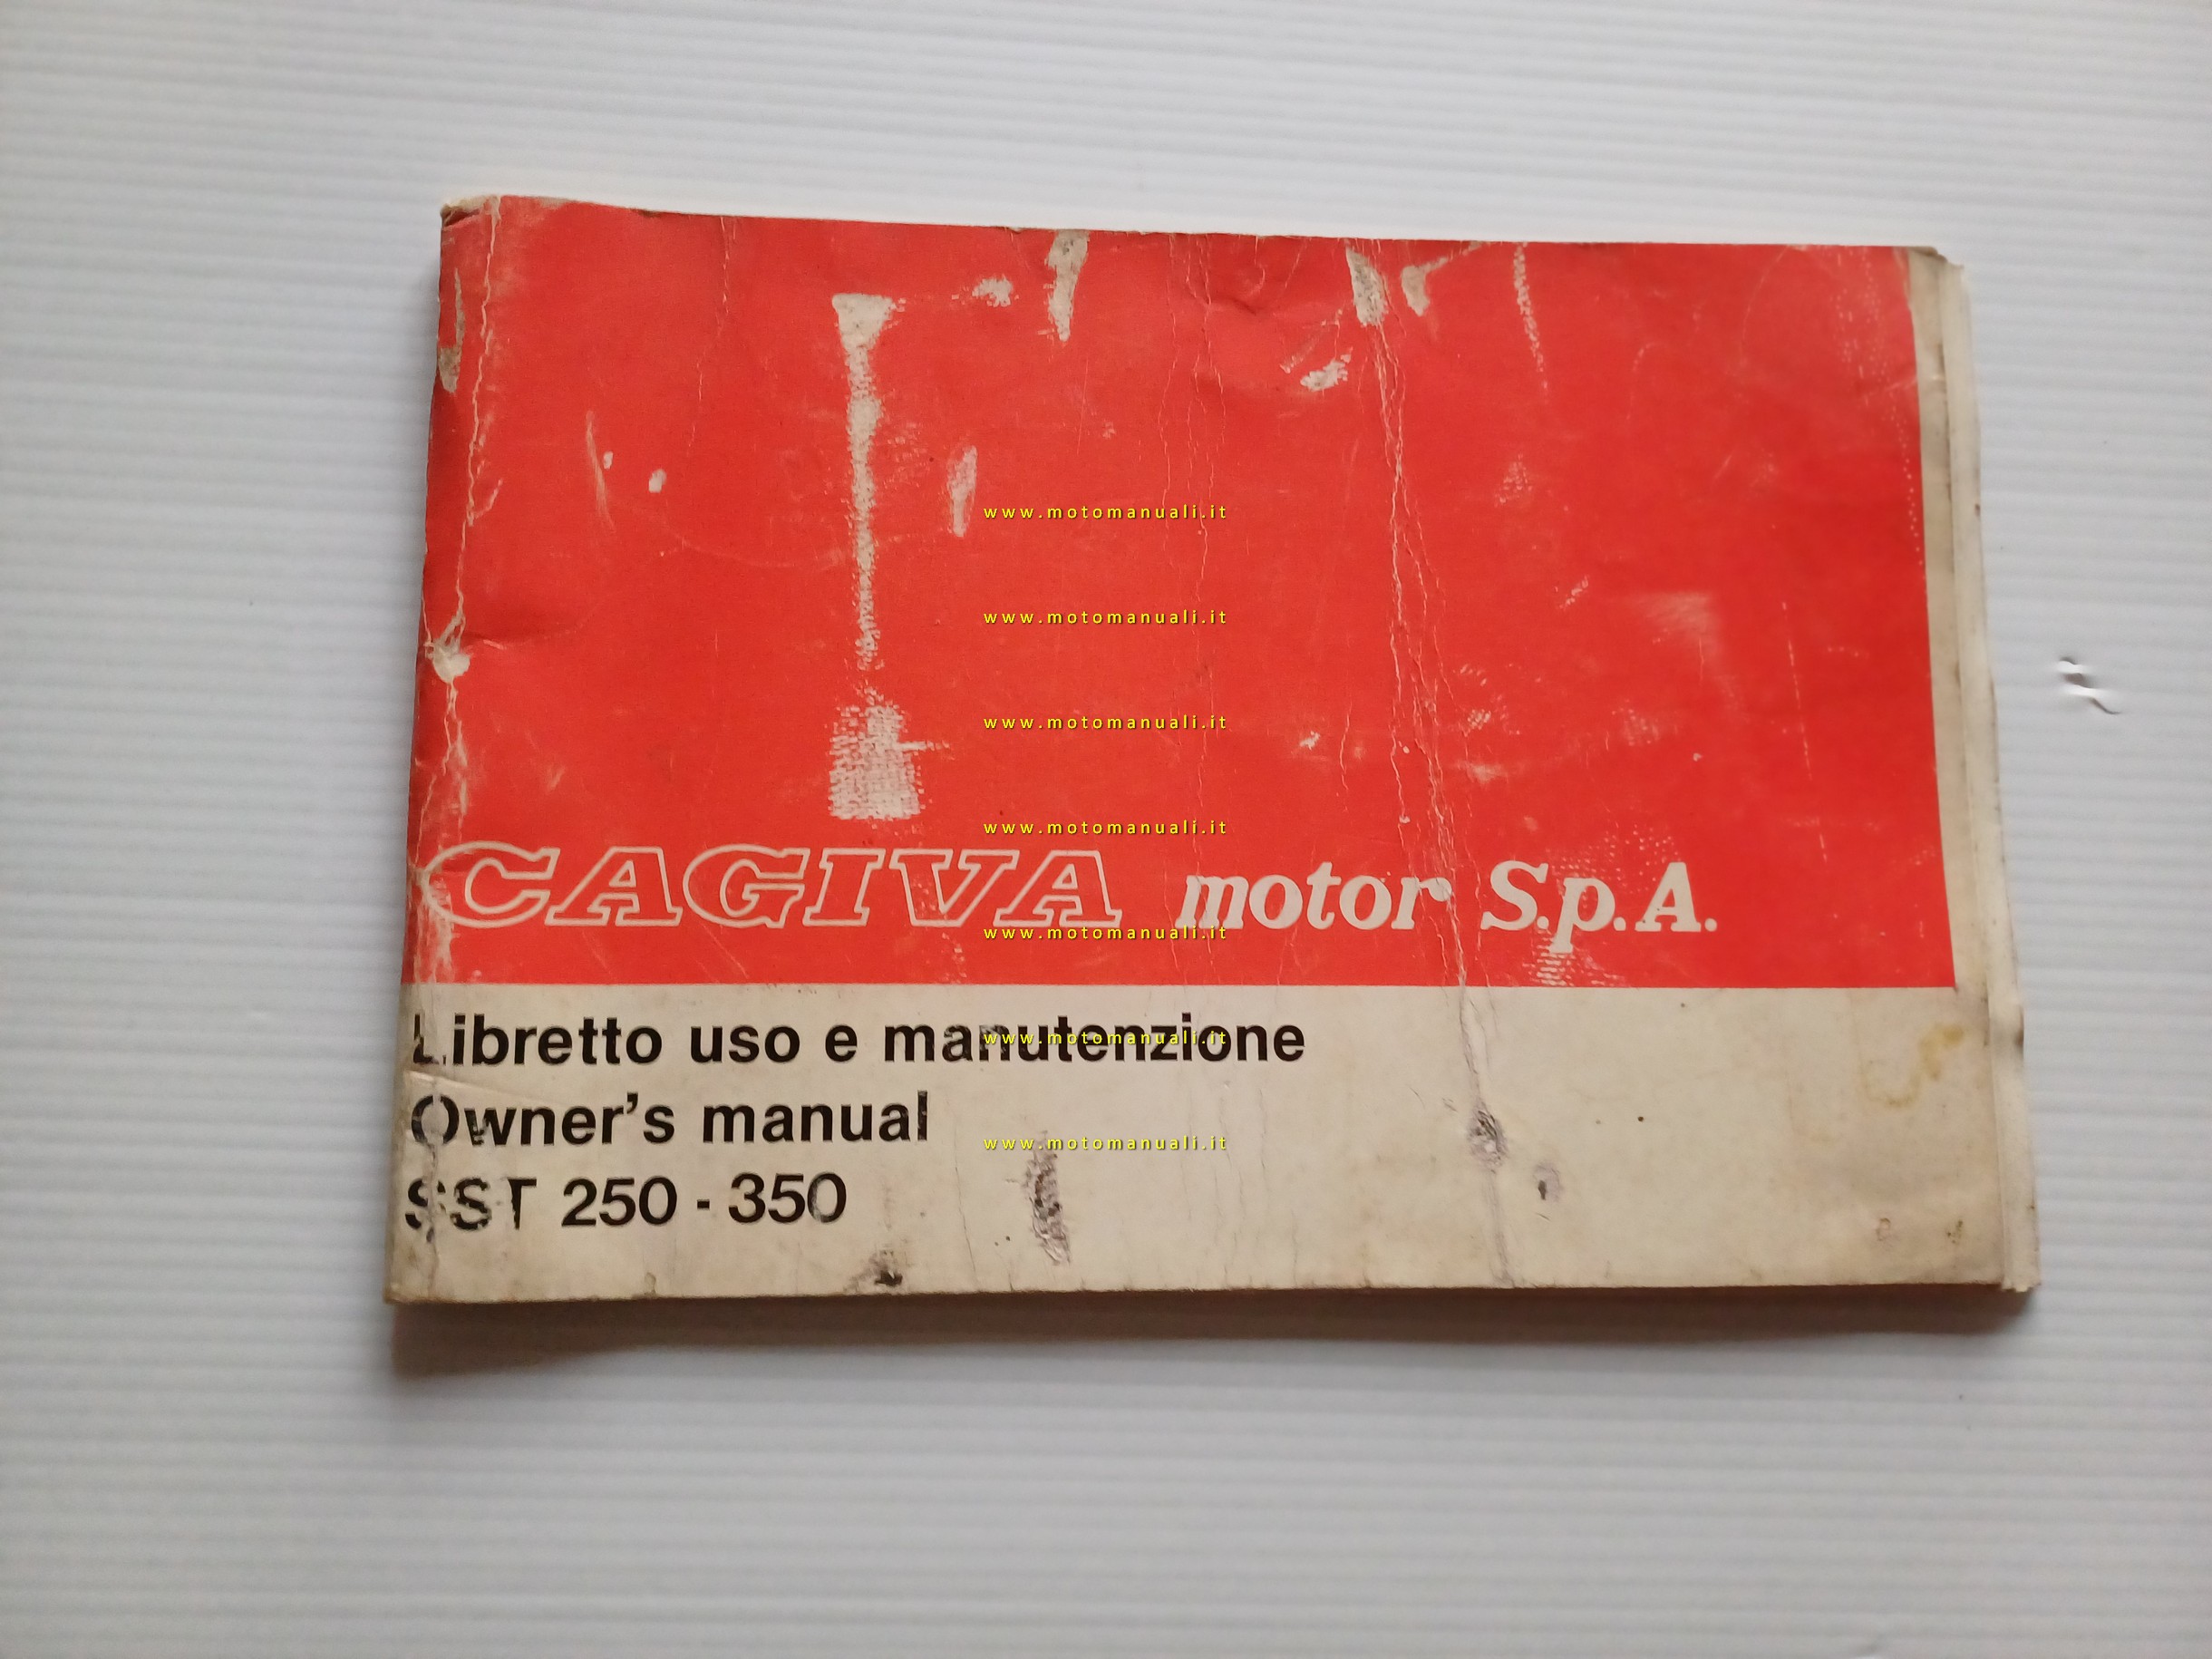 www.motomanuali.it
www.motomanuali.it
www.motomanuali.it
www.motomanuali.it
CAGIVA motor S.p.A.
www.motomanuali.it
Libretto uso e manutenzione
www.motomanuali.it
Owner's manual
www.motomanuali.it
SST 250 - 350